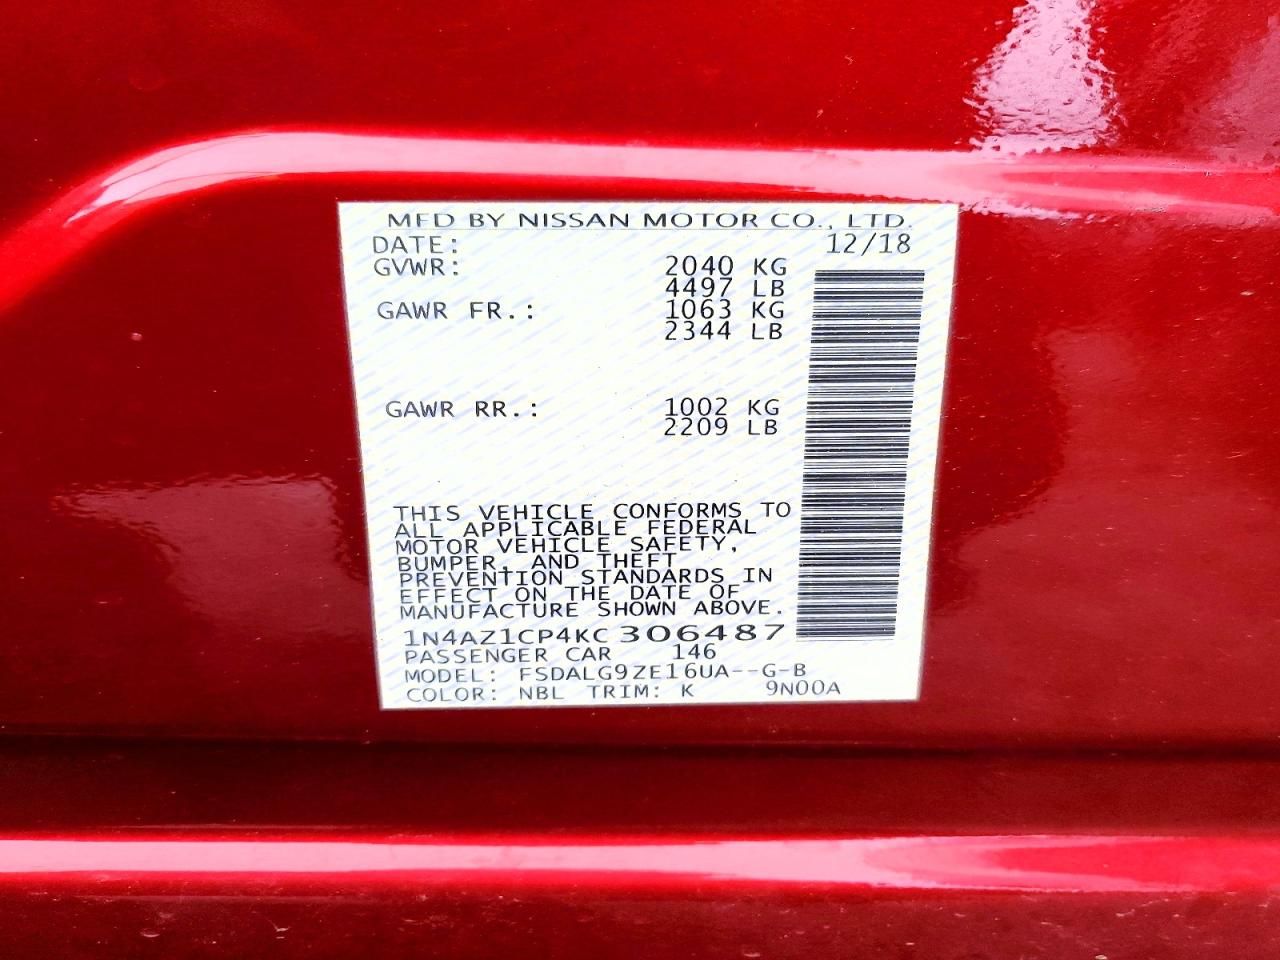 MFD BY NISSAN MOTOR CO., LTD.
DATE: 12/18
GVWR: 2040 KG
4497 LB
GAWR FR.: 1063 KG
2344 LB
GAWR RR.: 1002 KG
2209 LB
THIS VEHICLE CONFORMS TO
ALL APPLICABLE FEDERAL
MOTOR VEHICLE SAFETY,
BUMPER, AND THEFT
PREVENTION STANDARDS IN
EFFECT ON THE DATE OF
MANUFACTURE SHOWN ABOVE.
1N4AZ1CP4KC306487
PASSENGER CAR 146
MODEL: FSDALG9ZE16UA--G-B
COLOR: NBL TRIM: K 9N00A